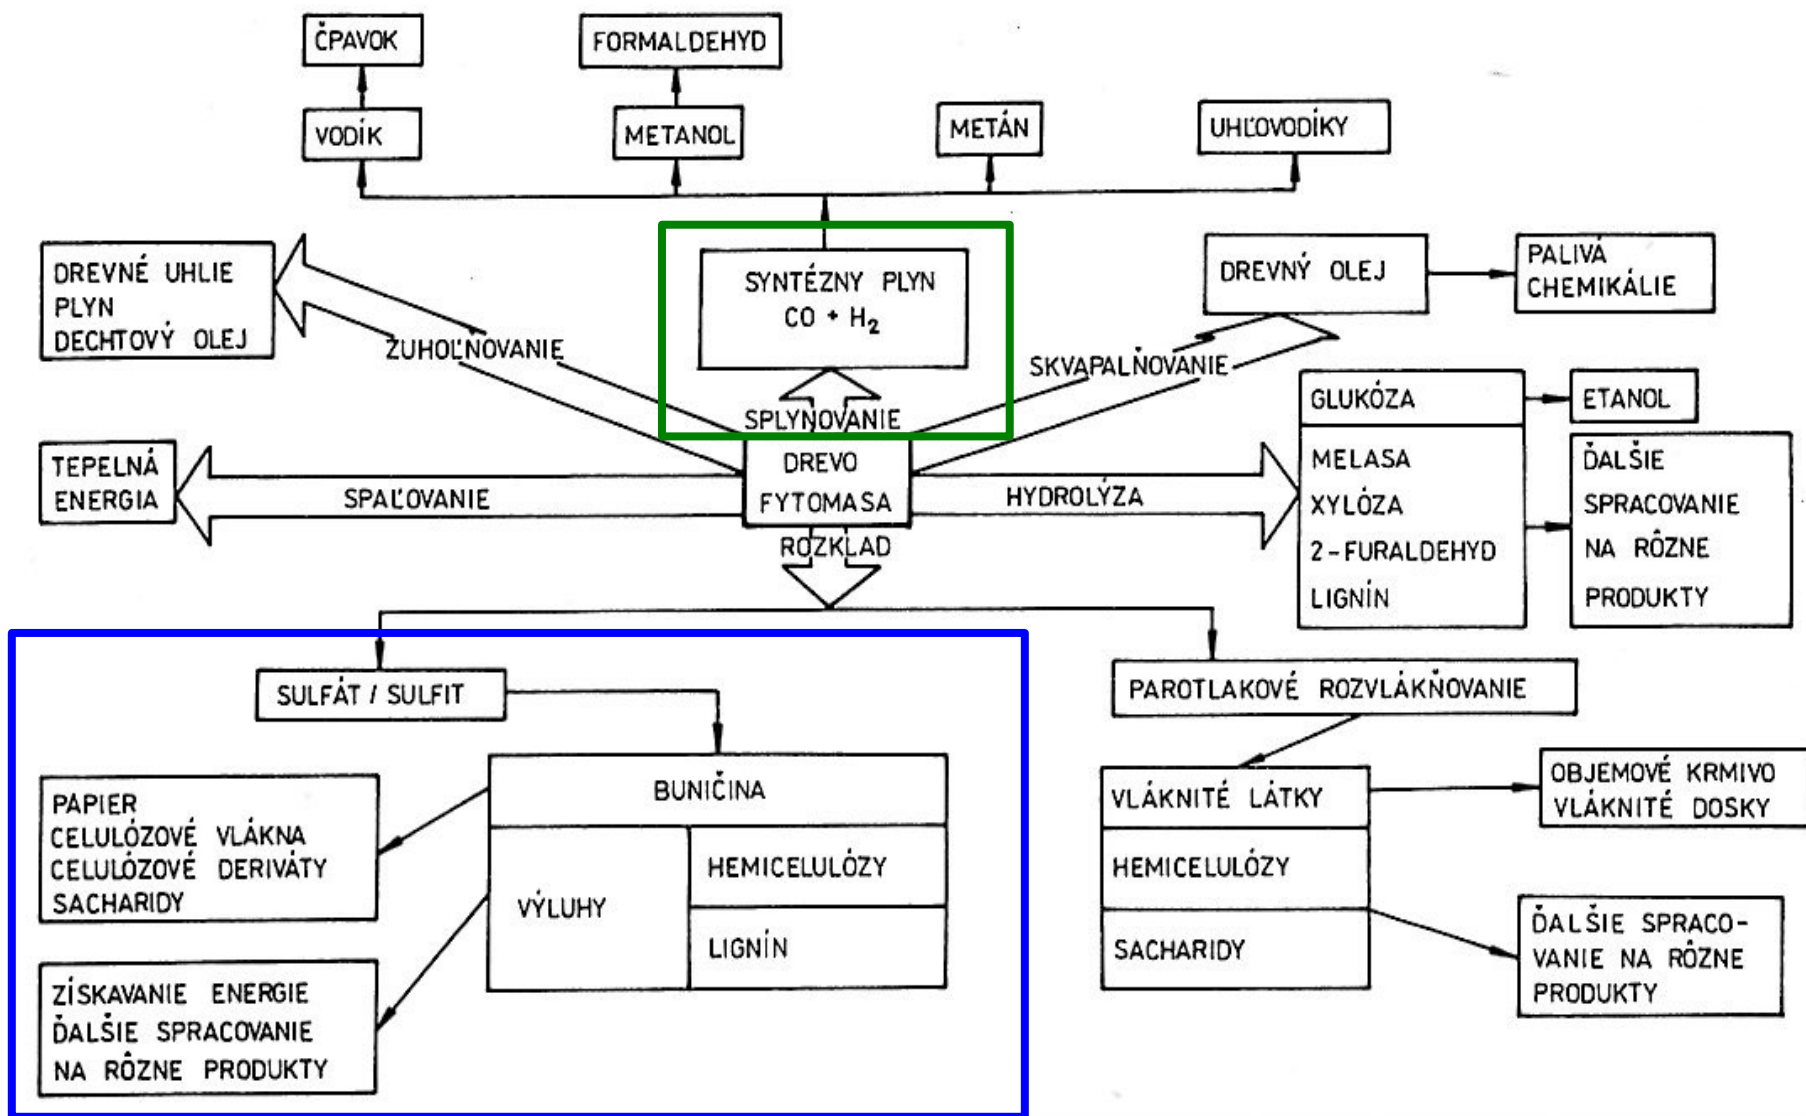 ČPAVOK
FORMALDEHYD
VODÍK
METANOL
METÁN
UHĽOVODÍKY
DREVNÉ UHLIE
PLYN
DECHTOVÝ OLEJ
SYNTÉZNY PLYN
CO + H₂
DREVNÝ OLEJ
PALIVÁ
CHEMIKÁLIE
ZUHOĽŇOVANIE
SKVAPALŇOVANIE
SPLYŇOVANIE
GLUKÓZA
ETANOL
TEPELNÁ
ENERGIA
SPAĽOVANIE
DREVO
FYTOMASA
HYDROLÝZA
MELASA
XYLÓZA
2-FURALDEHYD
LIGNÍN
ĎALŠIE
SPRACOVANIE
NA RÔZNE
PRODUKTY
ROZKLAD
SULFÁT / SULFIT
PAROTLAKOVÉ ROZVLÁKŇOVANIE
PAPIER
CELULÓZOVÉ VLÁKNA
CELULÓZOVÉ DERIVÁTY
SACHARIDY
BUNIČINA
VÝLUHY
HEMICELULÓZY
LIGNÍN
VLÁKNITÉ LÁTKY
HEMICELULÓZY
SACHARIDY
OBJEMOVÉ KRMIVO
VLÁKNITÉ DOSKY
ZÍSKAVANIE ENERGIE
ĎALŠIE SPRACOVANIE
NA RÔZNE PRODUKTY
ĎALŠIE SPRACO-
VANIE NA RÔZNE
PRODUKTY